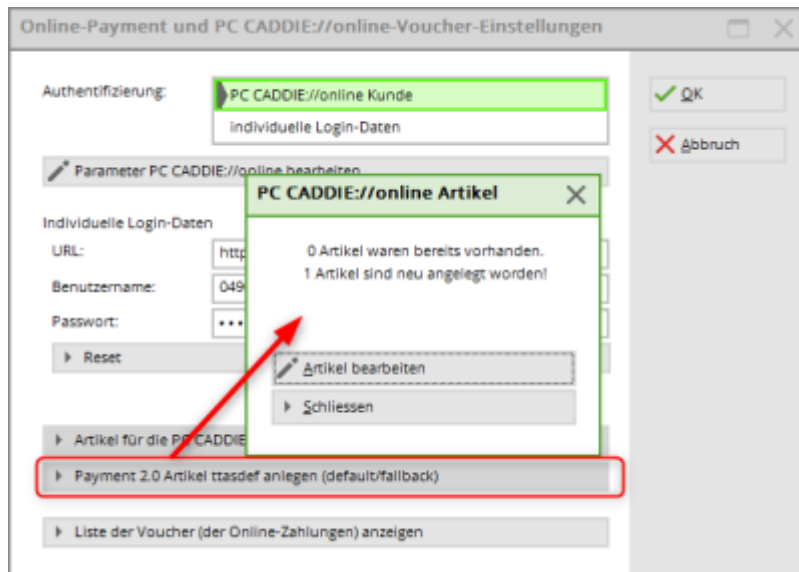 Online-Payment und PC CADDIE://online-Voucher-Einstellungen
Authentifizierung:
PC CADDIE://online Kunde
individuelle Login-Daten
OK
Abbruch
Parameter PC CADDIE://online bearbeiten
PC CADDIE://online Artikel
0 Artikel waren bereits vorhanden.
1 Artikel sind neu angelegt worden!
Artikel bearbeiten
Schliessen
Individuelle Login-Daten
URL:
http
Benutzername:
049
Passwort:
•••
Reset
Artikel für die PC CADDIE
Payment 2.0 Artikel ttasdef anlegen (default/fallback)
Liste der Voucher (der Online-Zahlungen) anzeigen